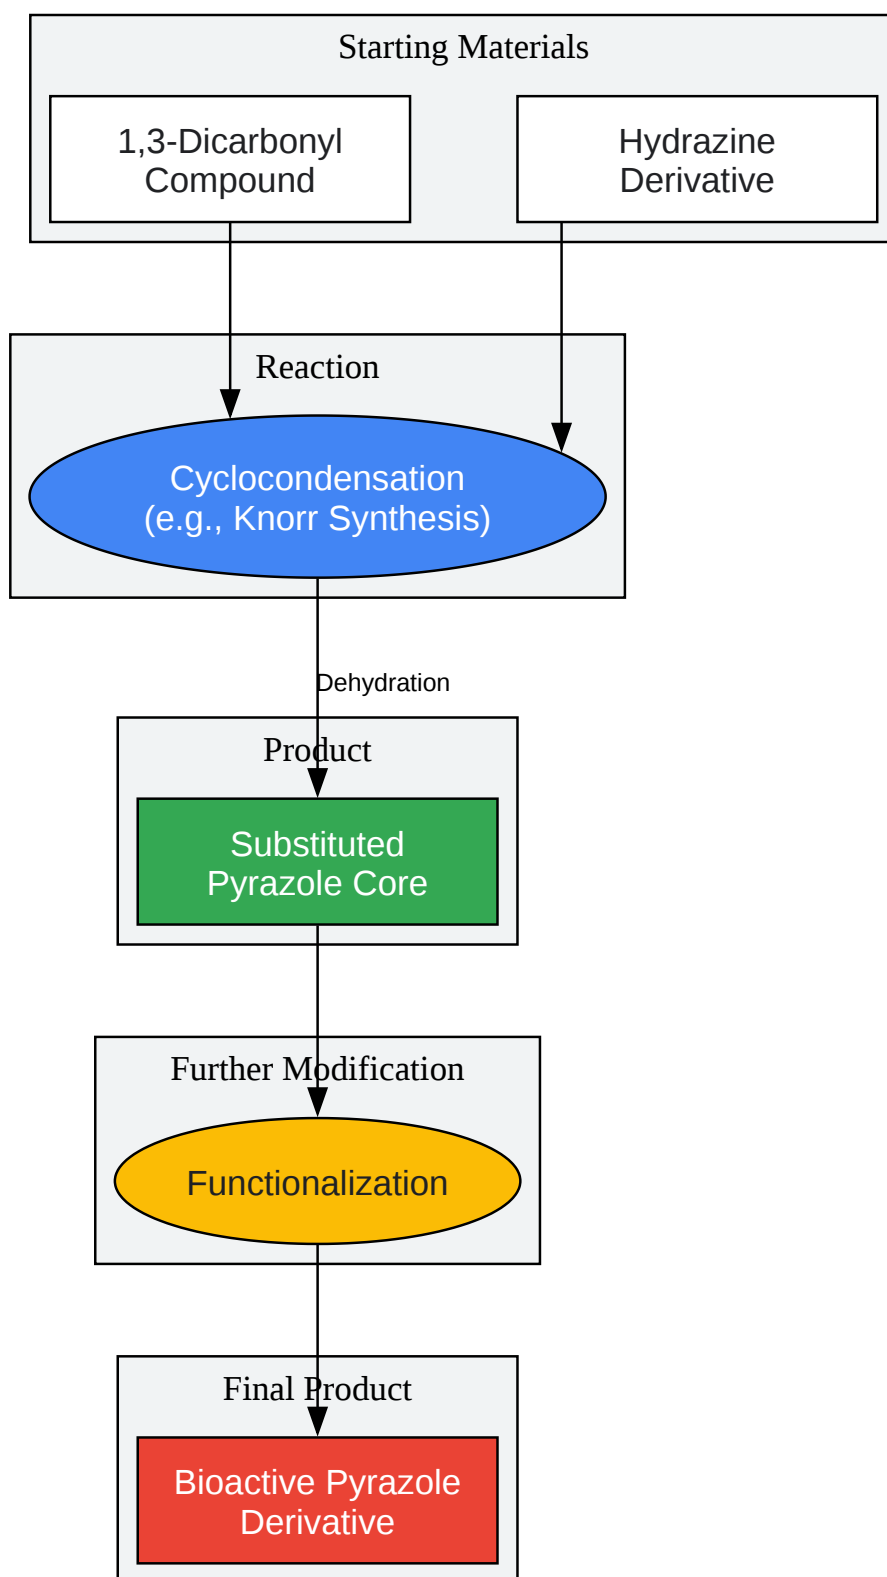 Starting Materials
1,3-Dicarbonyl
Compound
Hydrazine
Derivative
Reaction
Cyclocondensation
(e.g., Knorr Synthesis)
Dehydration
Product
Substituted
Pyrazole Core
Further Modification
Functionalization
Final Product
Bioactive Pyrazole
Derivative